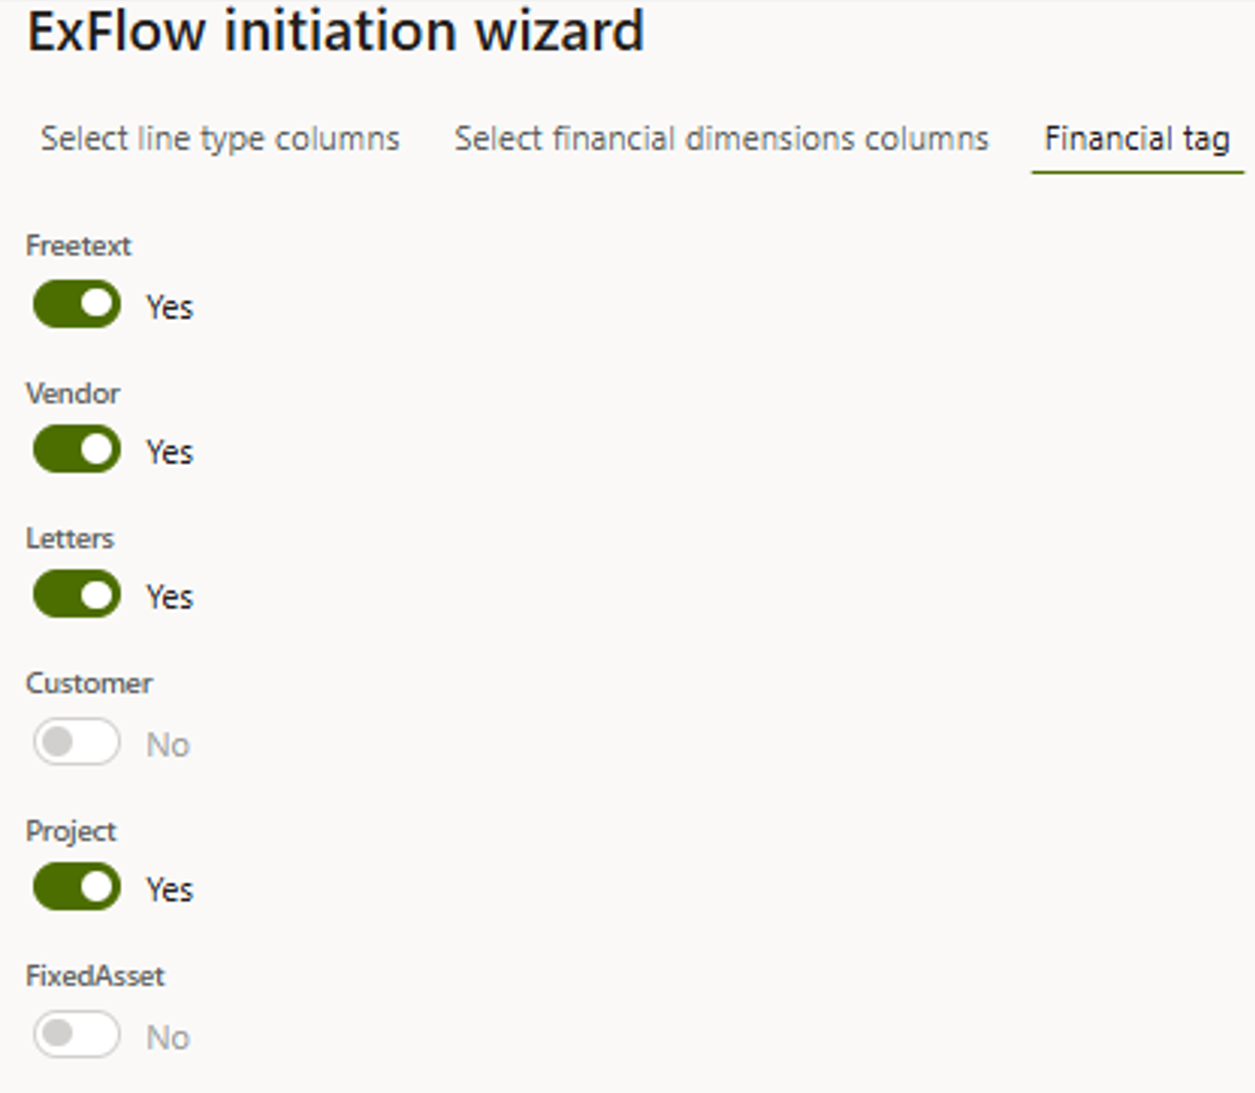 ExFlow initiation wizard
Select line type columns Select financial dimensions columns Financial tag
Freetext
Yes
Vendor
Yes
Letters
Yes
Customer
No
Project
Yes
FixedAsset
No